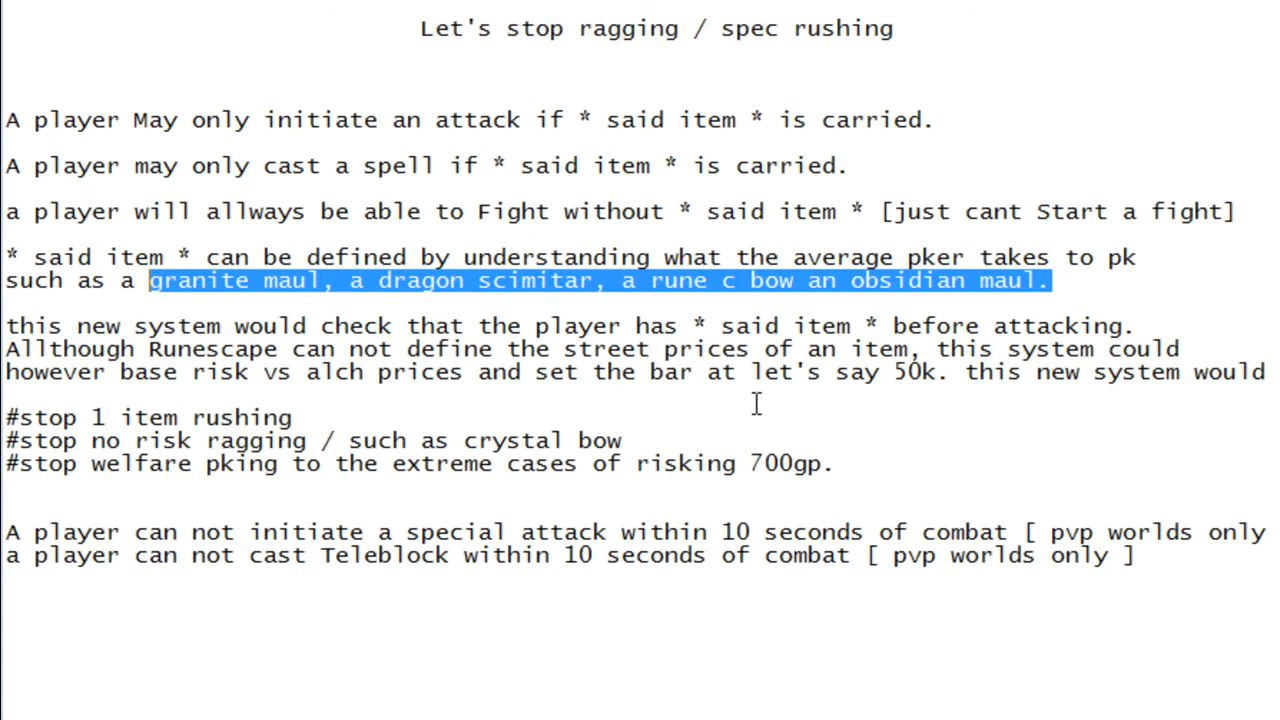 Let's stop ragging / spec rushing
A player May only initiate an attack if * said item * is carried.
A player may only cast a spell if * said item * is carried.
a player will allways be able to Fight without * said item * [just cant Start a fight]
* said item * can be defined by understanding what the average pker takes to pk
such as a granite maul, a dragon scimitar, a rune c bow an obsidian maul.
this new system would check that the player has * said item * before attacking.
Allthough Runescape can not define the street prices of an item, this system could
however base risk vs alch prices and set the bar at let's say 50k. this new system would
#stop 1 item rushing
#stop no risk ragging / such as crystal bow
#stop welfare pking to the extreme cases of risking 700gp.
A player can not initiate a special attack within 10 seconds of combat [ pvp worlds only
a player can not cast Teleblock within 10 seconds of combat [ pvp worlds only ]